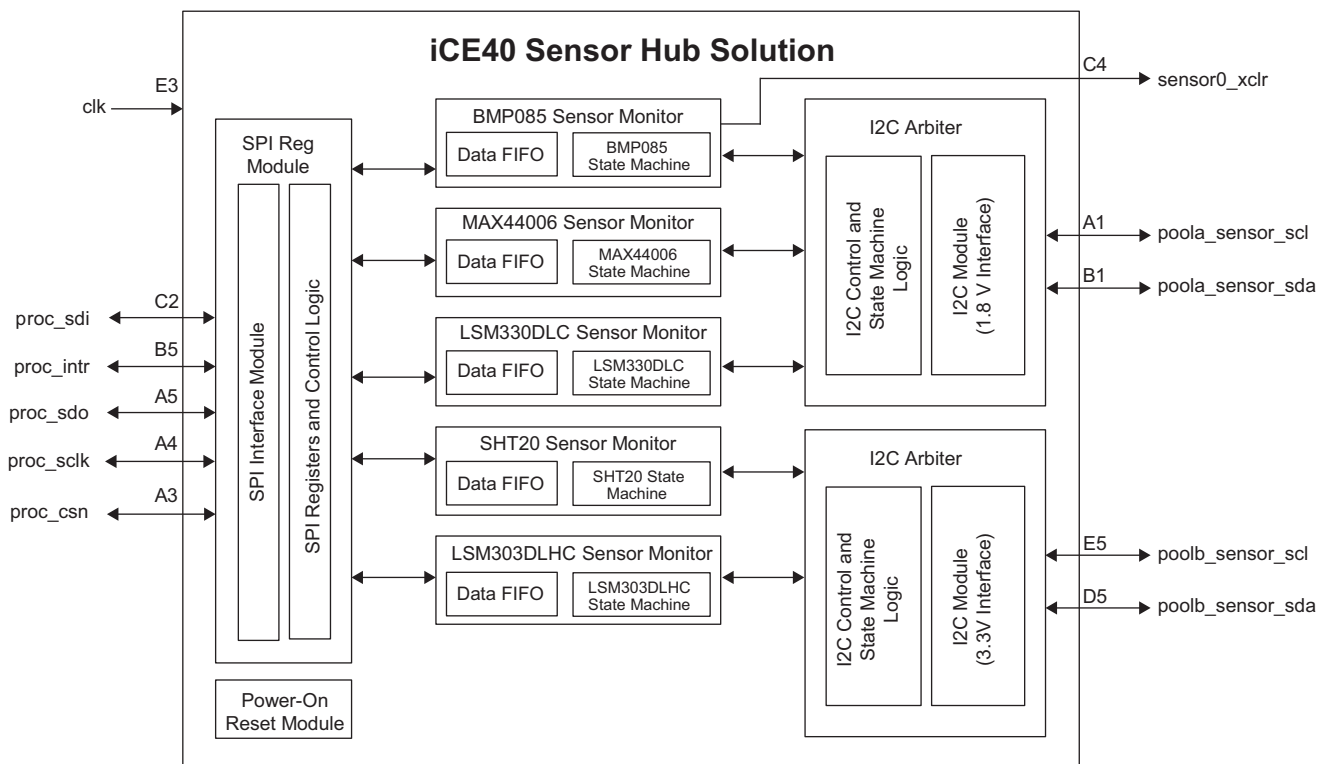 iCE40 Sensor Hub Solution
E3
clk
C4
sensor0_xclr
SPI Reg
Module
SPI Interface Module
SPI Registers and Control Logic
BMP085 Sensor Monitor
Data FIFO
BMP085
State Machine
MAX44006 Sensor Monitor
Data FIFO
MAX44006
State Machine
LSM330DLC Sensor Monitor
Data FIFO
LSM330DLC
State Machine
SHT20 Sensor Monitor
Data FIFO
SHT20 State
Machine
LSM303DLHC Sensor Monitor
Data FIFO
LSM303DLHC
State Machine
I2C Arbiter
I2C Control and
State Machine
Logic
I2C Module
(1.8 V Interface)
I2C Arbiter
I2C Control and
State Machine
Logic
I2C Module
(3.3V Interface)
A1
poola_sensor_scl
B1
poola_sensor_sda
E5
poolb_sensor_scl
D5
poolb_sensor_sda
C2
proc_sdi
B5
proc_intr
A5
proc_sdo
A4
proc_sclk
A3
proc_csn
Power-On
Reset Module